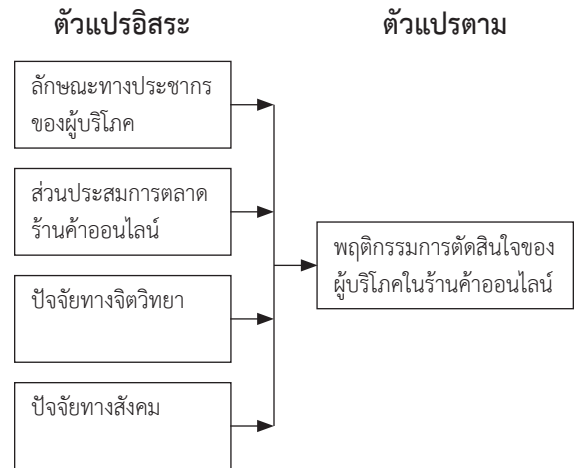 ตัวแปรอิสระ
ตัวแปรตาม
ลักษณะทางประชากร
ของผู้บริโภค
ส่วนประสมการตลาด
ร้านค้าออนไลน์
พฤติกรรมการตัดสินใจของ
ผู้บริโภคในร้านค้าออนไลน์
ปัจจัยทางจิตวิทยา
ปัจจัยทางสังคม